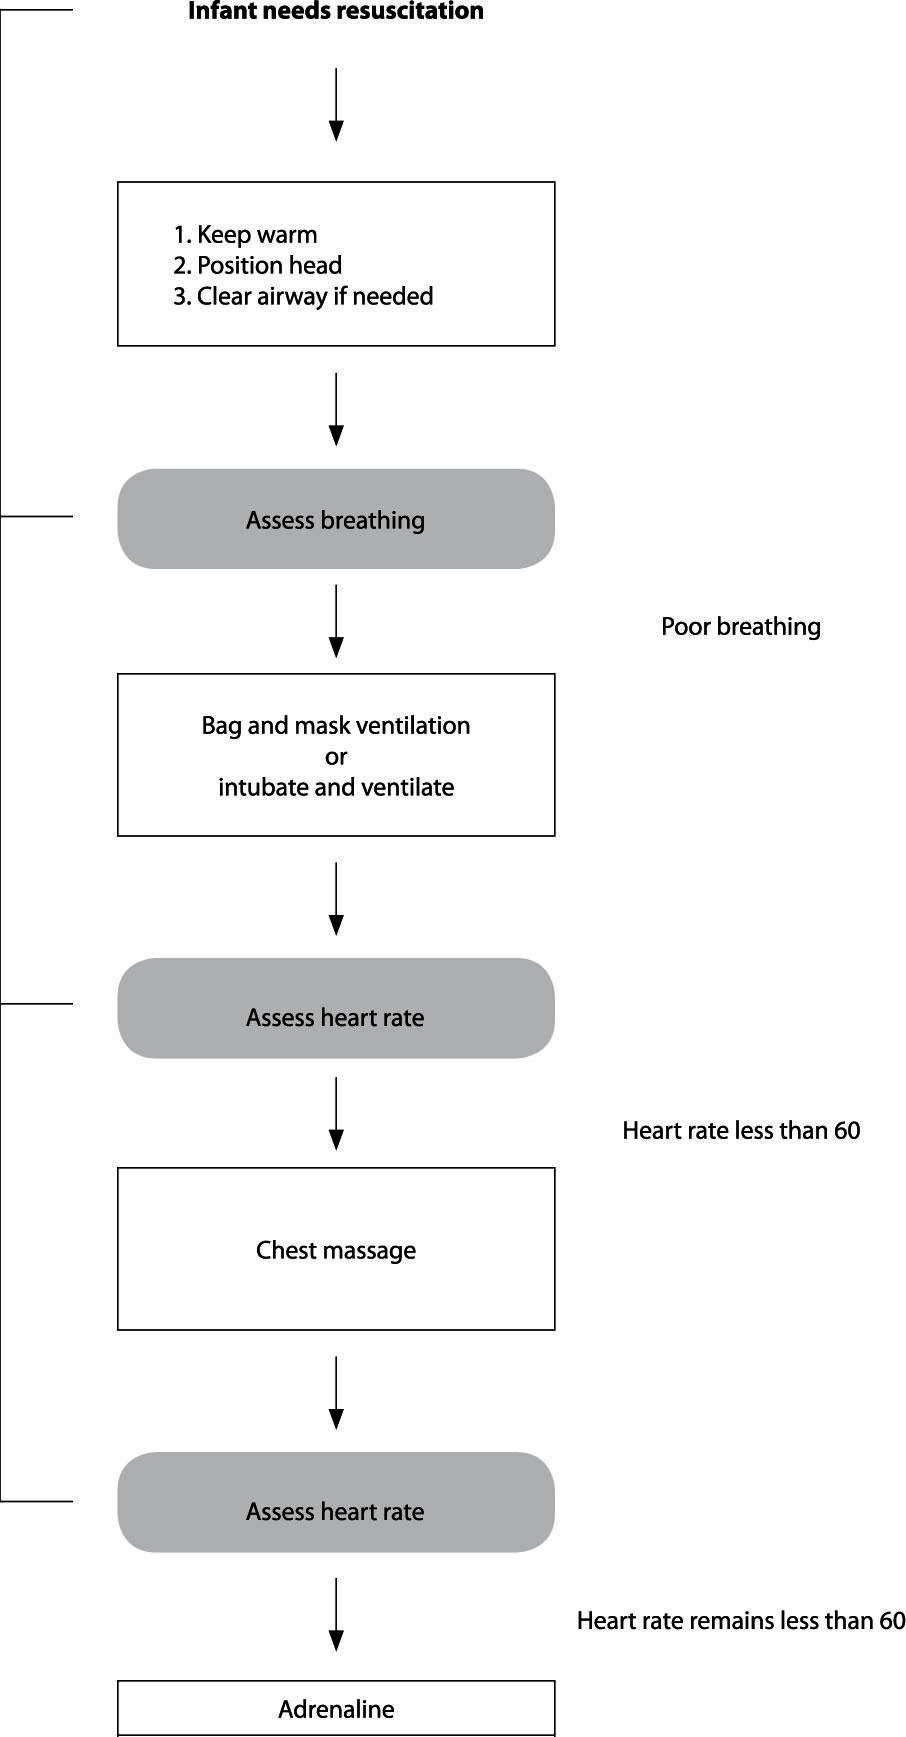 Infant needs resuscitation
1. Keep warm
2. Position head
3. Clear airway if needed
Assess breathing
Poor breathing
Bag and mask ventilation
or
intubate and ventilate
Assess heart rate
Heart rate less than 60
Chest massage
Assess heart rate
Heart rate remains less than 60
Adrenaline